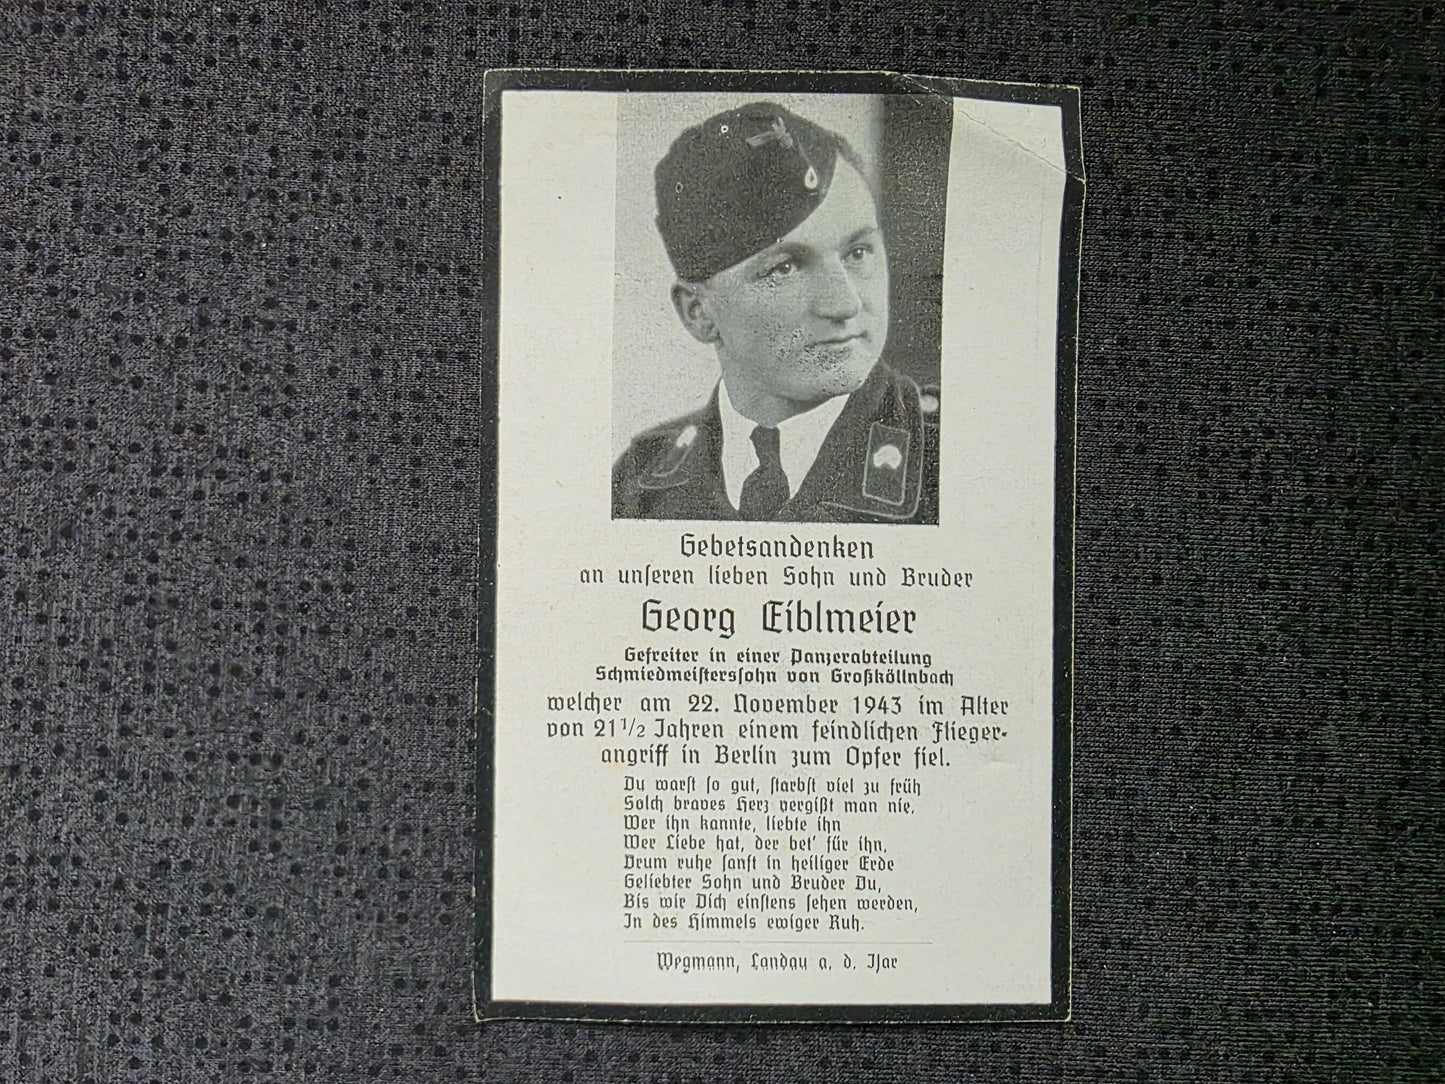 Gebetsandenken
an unseren lieben Sohn und Bruder
Georg Eiblmeier
Gefreiter in einer Panzerabteilung
Schmiedmeisterssohn von Großköllnbach
welcher am 22. November 1943 im Alter
von 21 1/2 Jahren einem feindlichen Flieger-
angriff in Berlin zum Opfer fiel.
Du warst so gut, starbst viel zu früh
Solch braves Herz vergißt man nie.
Wer ihn kannte, liebte ihn
Wer Liebe hat, der bet' für ihn.
Drum ruhe sanft in heiliger Erde
Geliebter Sohn und Bruder Du,
Bis wir Dich einstens sehen werden,
In des Himmels ewiger Ruh.
Wegmann, Landau a. d. Isar